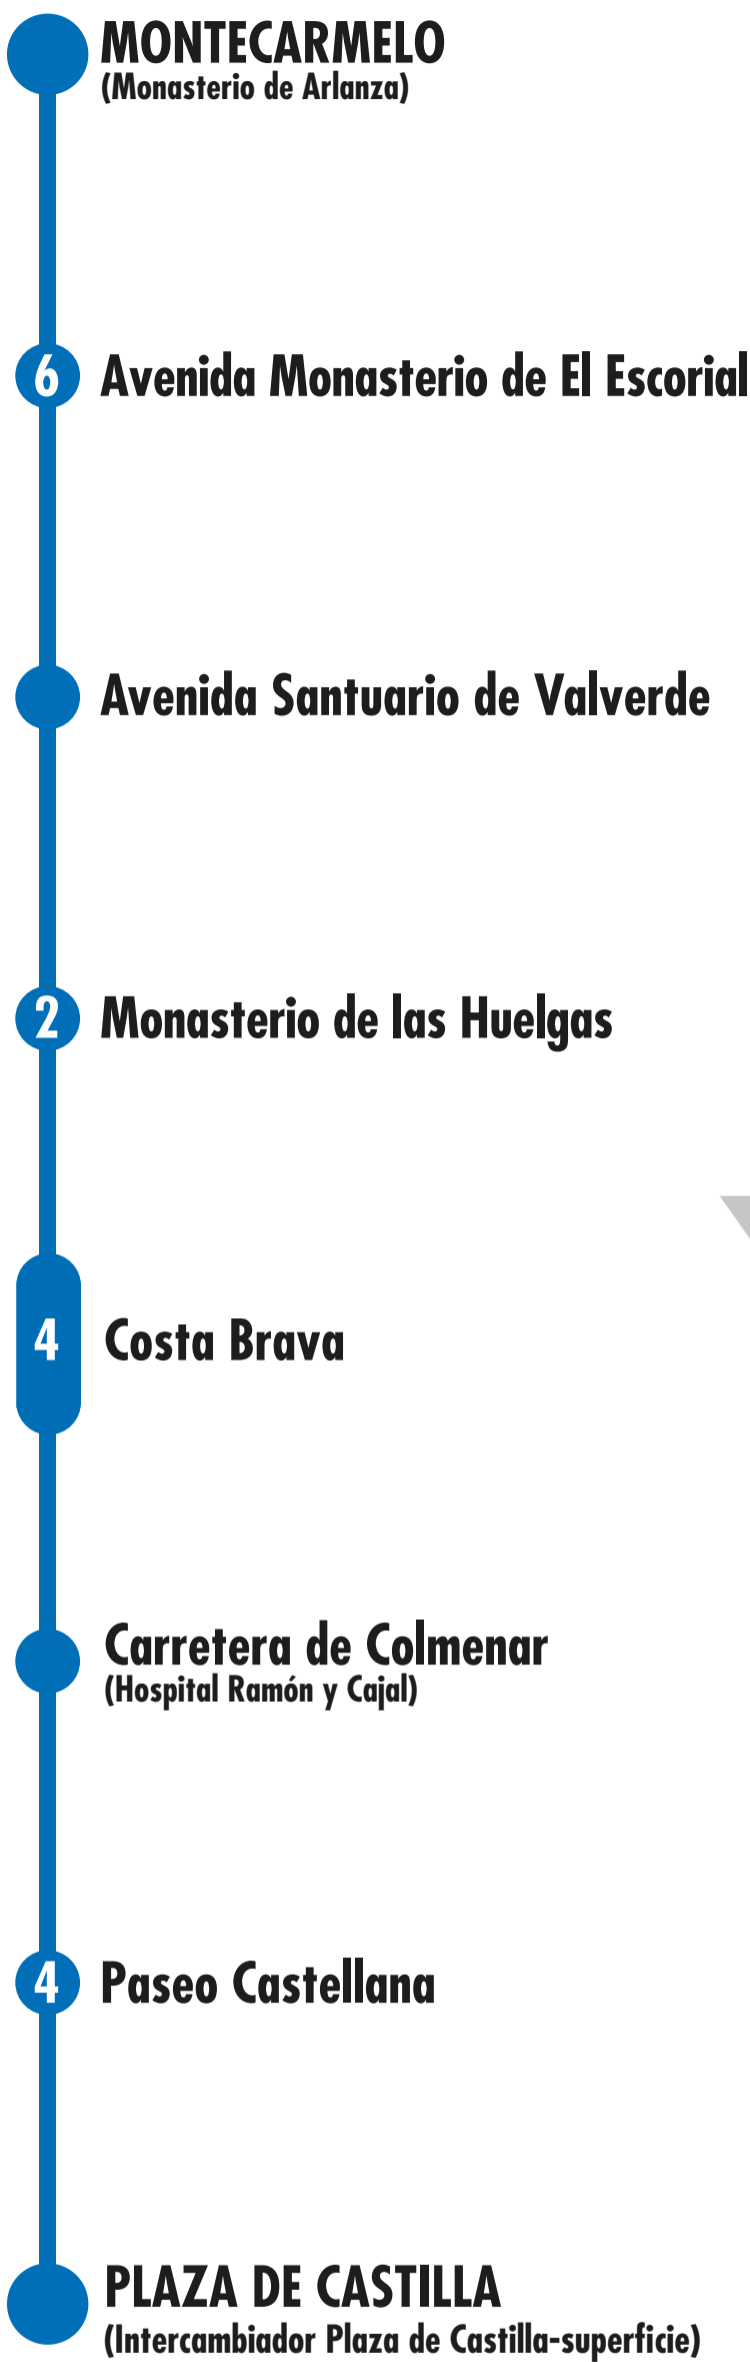 MONTECARMELO
(Monasterio de Arlanza)
6 Avenida Monasterio de El Escorial
Avenida Santuario de Valverde
2 Monasterio de las Huelgas
4 Costa Brava
Carretera de Colmenar
(Hospital Ramón y Cajal)
4 Paseo Castellana
PLAZA DE CASTILLA
(Intercambiador Plaza de Castilla-superficie)